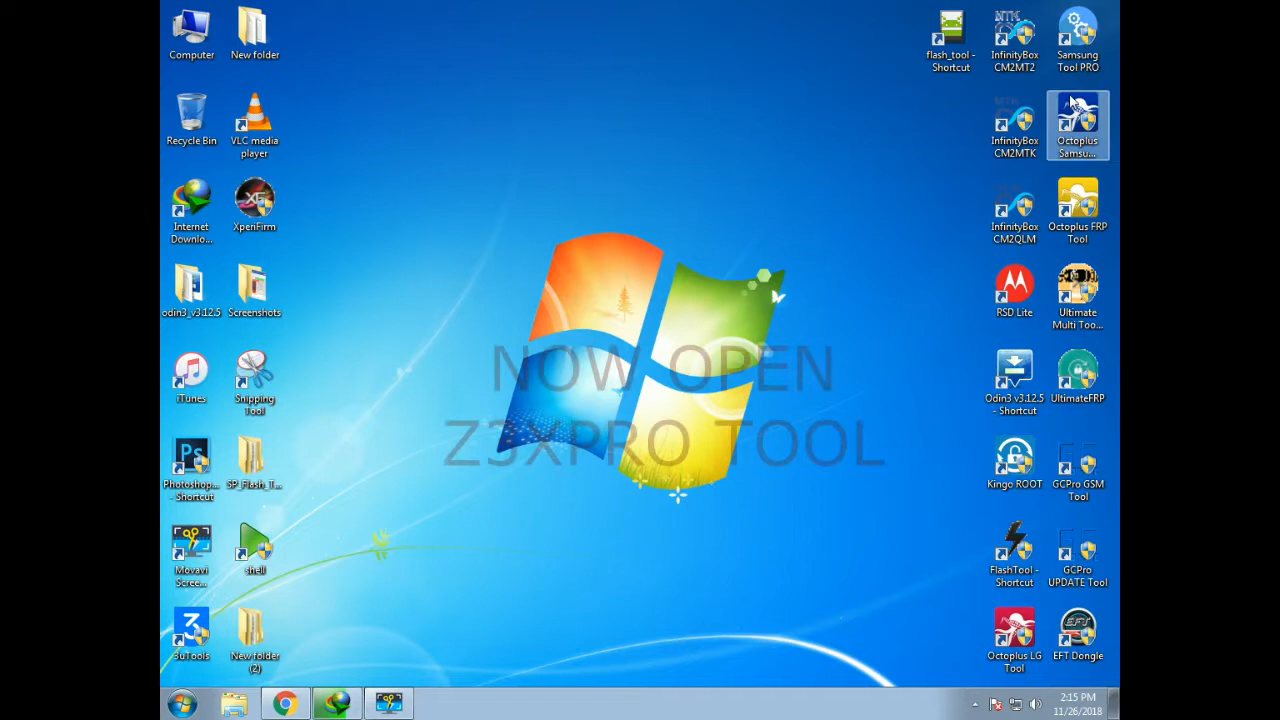 Computer
New folder
flash_tool -
Shortcut
InfinityBox
CM2MT2
Samsung
Tool PRO
Recycle Bin
VLC media
player
InfinityBox
CM2MTK
Octoplus
Samsu...
Internet
Downlo...
XpenFirm
InfinityBox
CM2QLM
Octoplus FRP
Tool
odin3_v3.12.5
Screenshots
RSD Lite
Ultimate
Multi Too...
iTunes
Snipping
Tool
Odin3 v3.12.5
- Shortcut
UltimateFRP
NOW OPEN
Z3XPRO TOOL
Ps
Photoshop...
- Shortcut
SP_Flash_T...
Kingo ROOT
GCPro GSM
Tool
Movavi
Scree...
shell
FlashTool -
Shortcut
GCPro
UPDATE Tool
3uTools
New folder
(2)
Octoplus LG
Tool
EFT
EFT Dongle
2:15 PM
11/26/2018